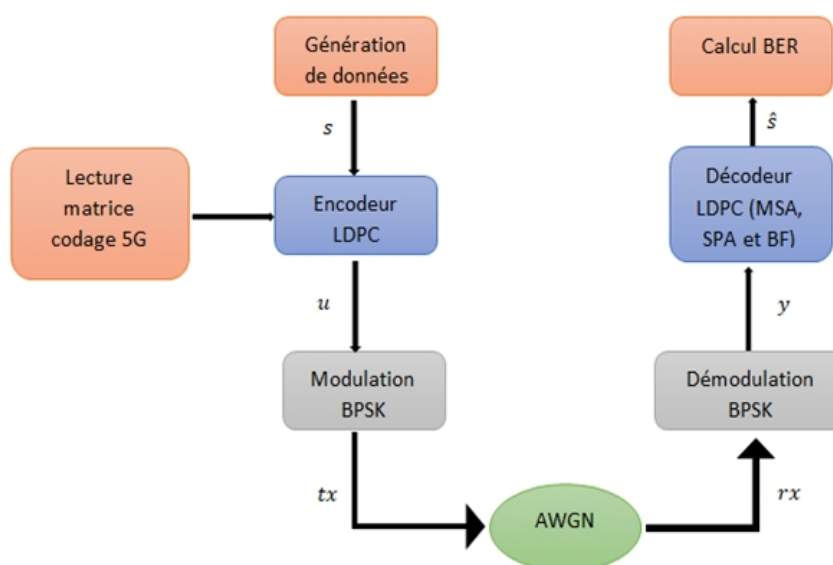 Génération
de données
Calcul BER
s
ŝ
Lecture
matrice
codage 5G
Encodeur
LDPC
Décodeur
LDPC (MSA,
SPA et BF)
u
y
Modulation
BPSK
Démodulation
BPSK
tx
AWGN
rx